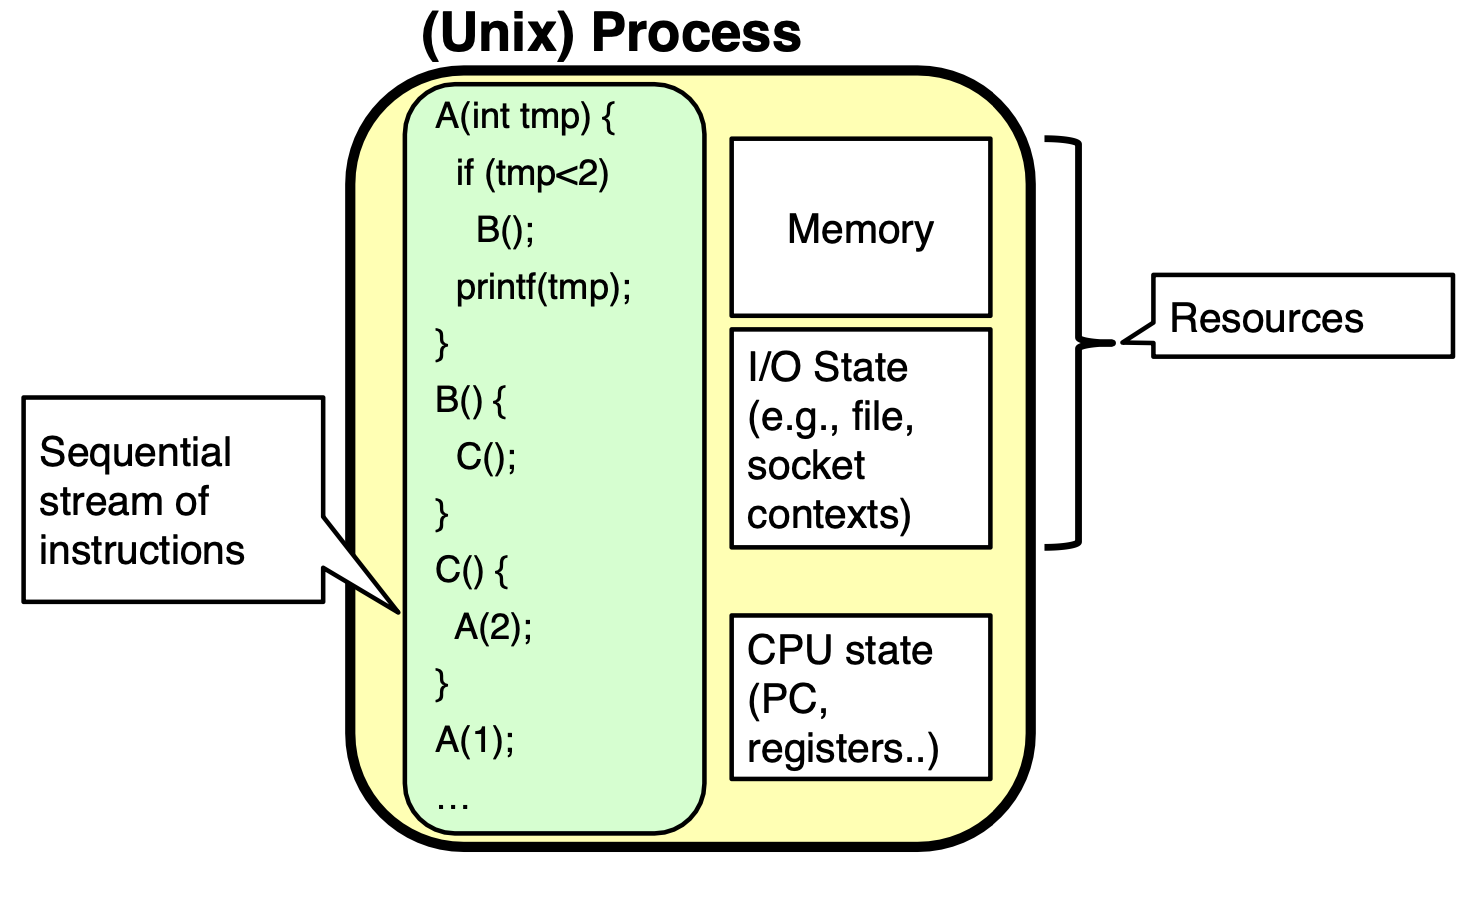 (Unix) Process
A(int tmp) {
if (tmp<2)
B();
printf(tmp);
}
B() {
C();
}
C() {
A(2);
}
A(1);
…
Memory
I/O State
(e.g., file,
socket
contexts)
CPU state
(PC,
registers..)
Resources
Sequential
stream of
instructions